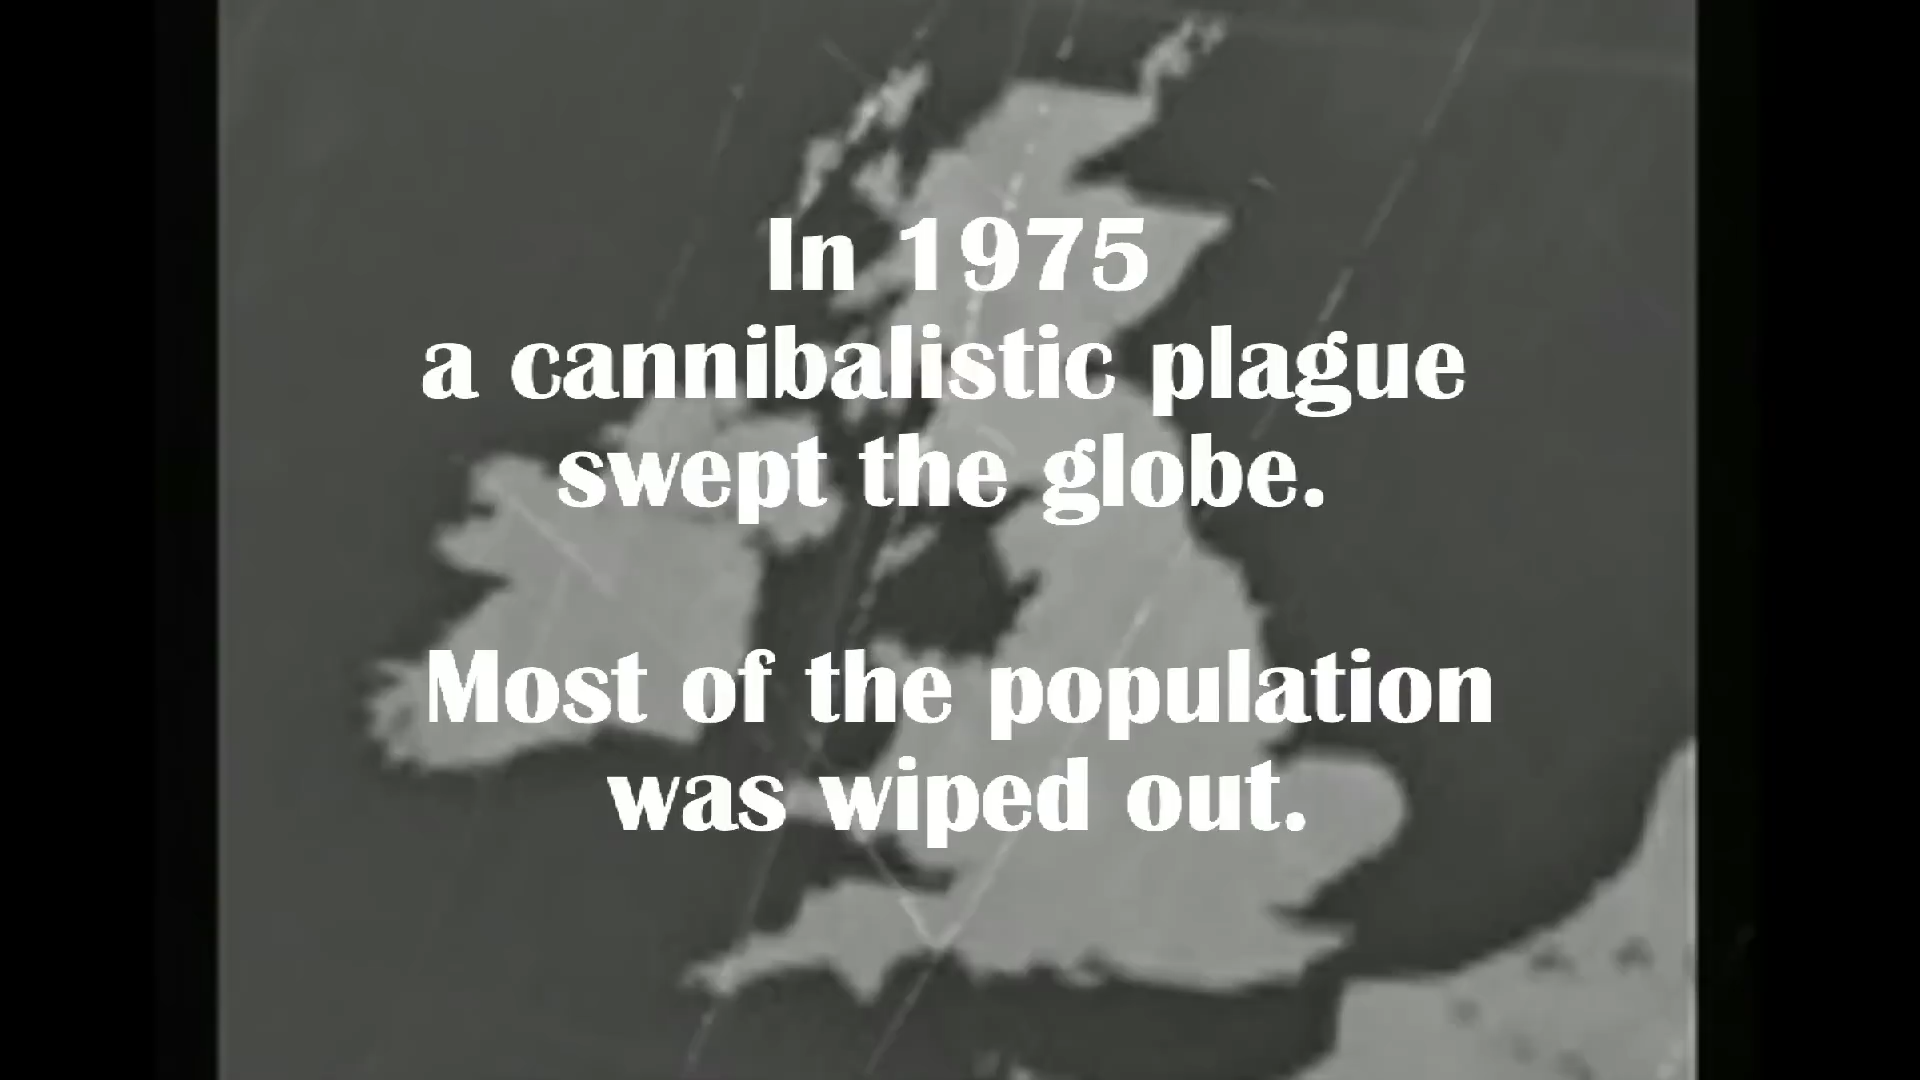 In 1975
a cannibalistic plague
swept the globe.
Most of the population
was wiped out.